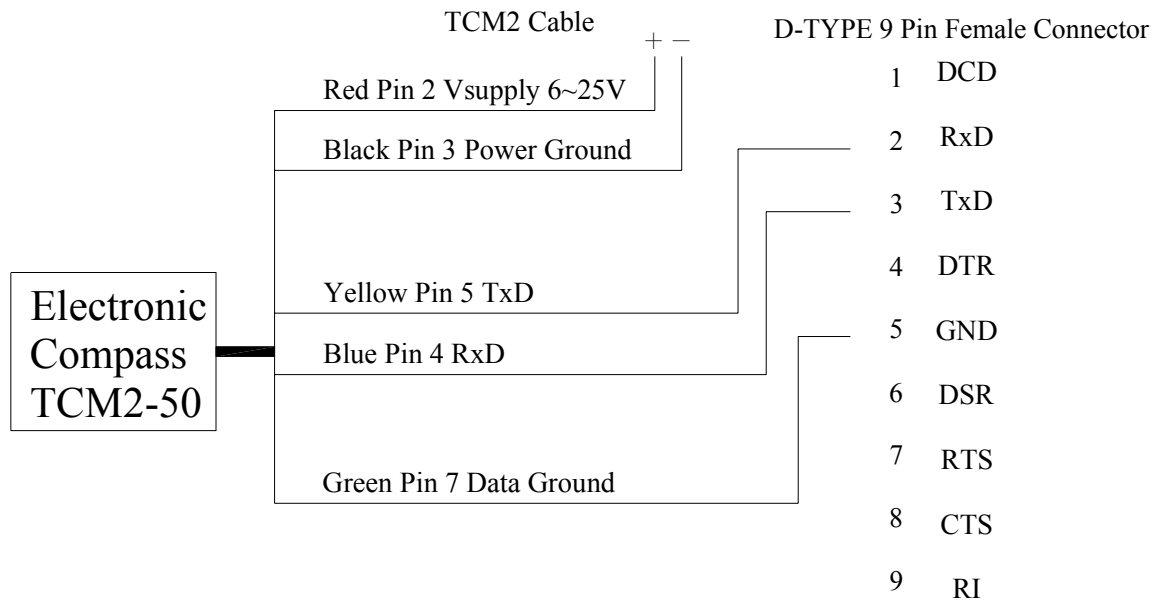 TCM2 Cable
+ −
D-TYPE 9 Pin Female Connector
Red Pin 2 Vsupply 6~25V
Black Pin 3 Power Ground
Yellow Pin 5 TxD
Blue Pin 4 RxD
Green Pin 7 Data Ground
Electronic
Compass
TCM2-50
1 DCD
2 RxD
3 TxD
4 DTR
5 GND
6 DSR
7 RTS
8 CTS
9 RI